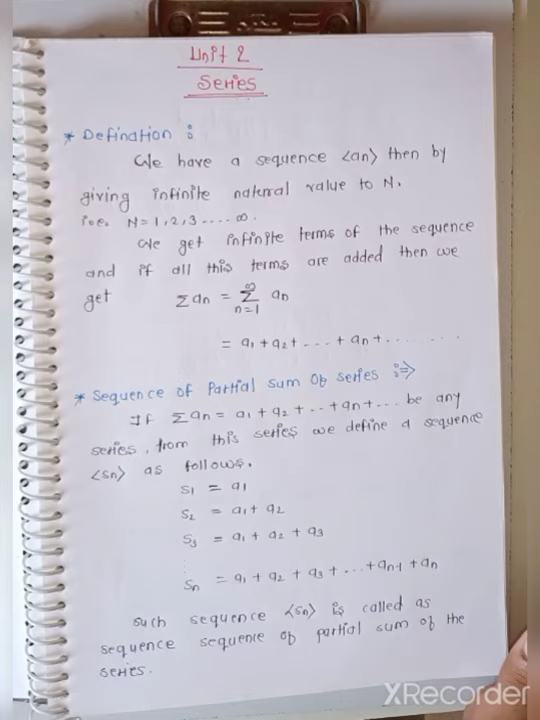 Unit 2
Series
* Defination :
We have a sequence <an> then by
giving infinite natural value to N.
i.e. N=1,2,3.....∞.
We get infinite terms of the sequence
and if all this terms are added then we
get Σan = ∞Σn=1 an
= a1+a2+ ... + an+ ........
* Sequence of Partial sum Of series :⇒
If Σan = a1 + a2 + .. +an+... be any
series, from this series we define a sequence
<sn> as follows.
S1 = a1
S2 = a1+ a2
S3 = a1 + a2 + a3
Sn = a1 + a2 + a3 + ...+an-1 +an
such sequence <sn> is called as
sequence sequence of partial sum of the
series.
XRecorder